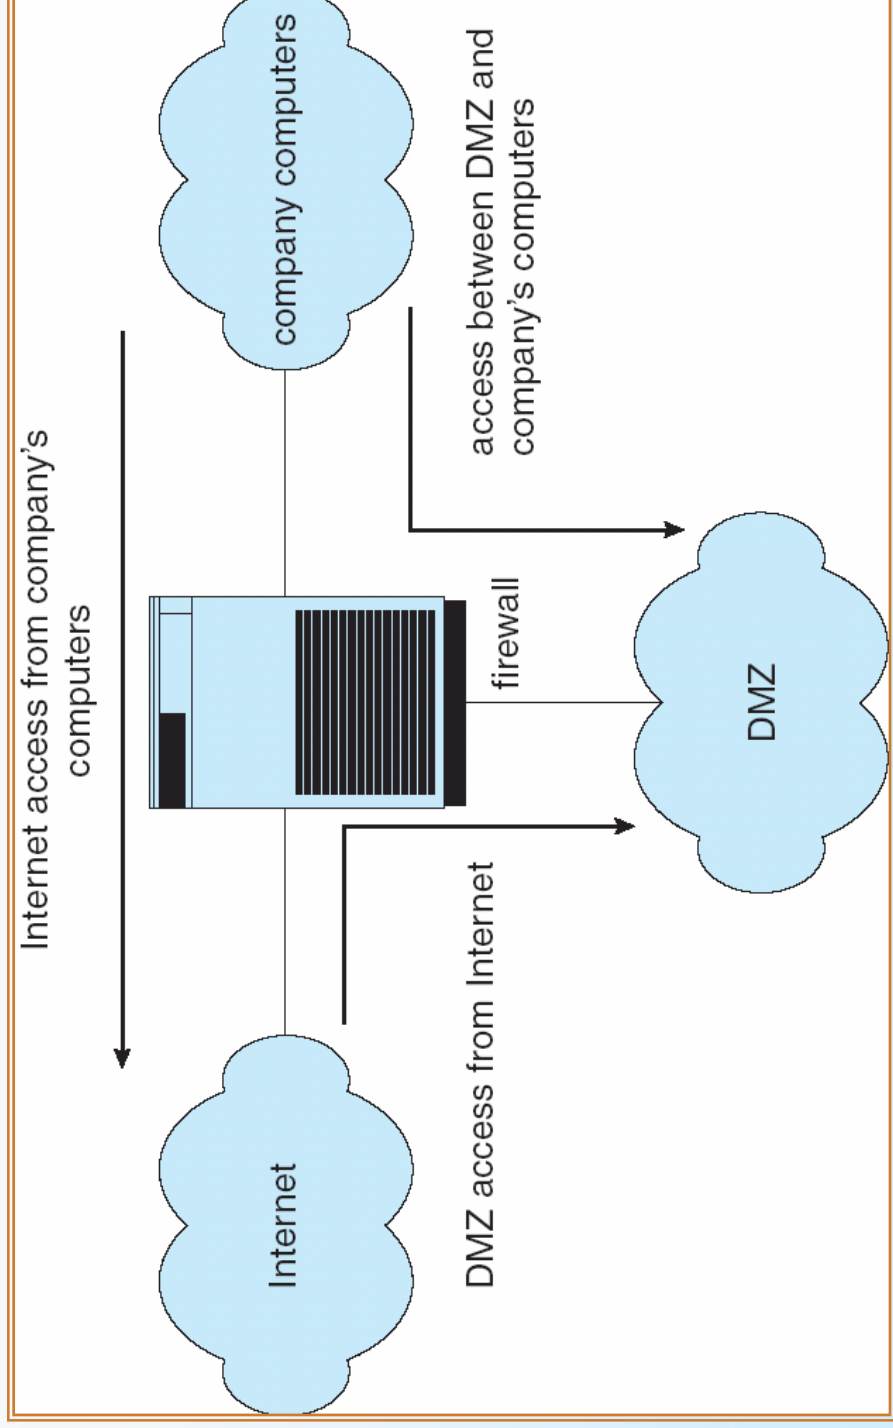 Internet access from company's
computers
Internet
company computers
DMZ access from Internet
firewall
access between DMZ and
company's computers
DMZ